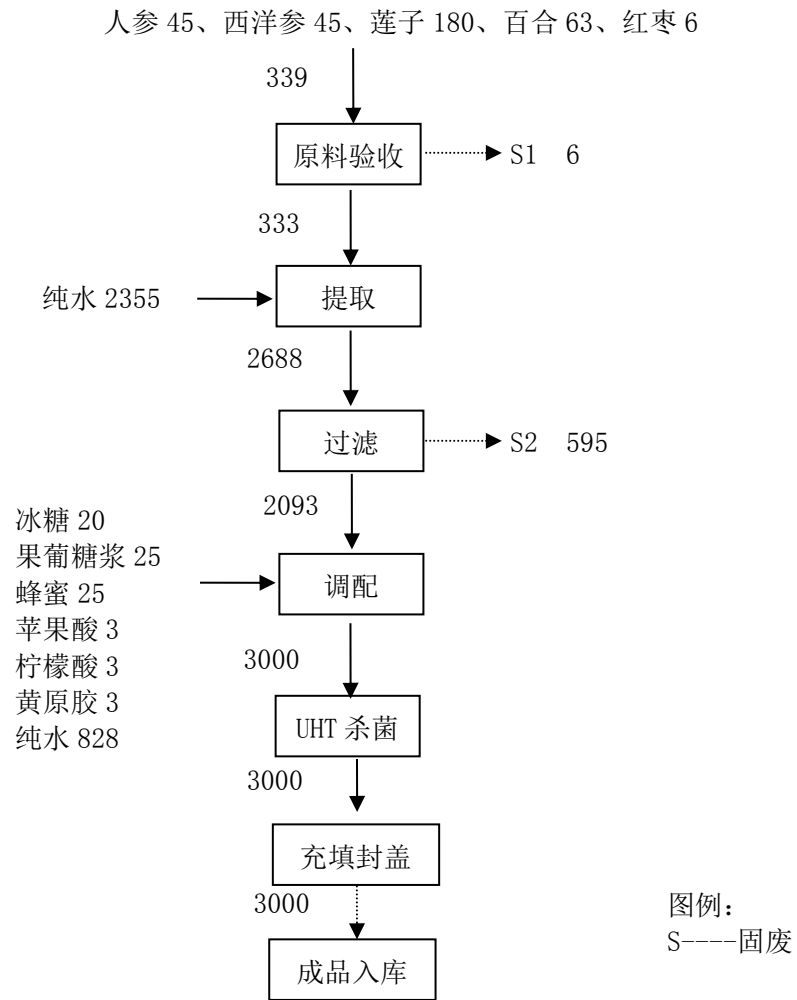 人参 45、西洋参 45、莲子 180、百合 63、红枣 6
339
原料验收
S1 6
333
纯水 2355
提取
2688
过滤
S2 595
2093
冰糖 20
果葡糖浆 25
蜂蜜 25
苹果酸 3
柠檬酸 3
黄原胶 3
纯水 828
调配
3000
UHT 杀菌
3000
充填封盖
3000
成品入库
图例：
S----固废